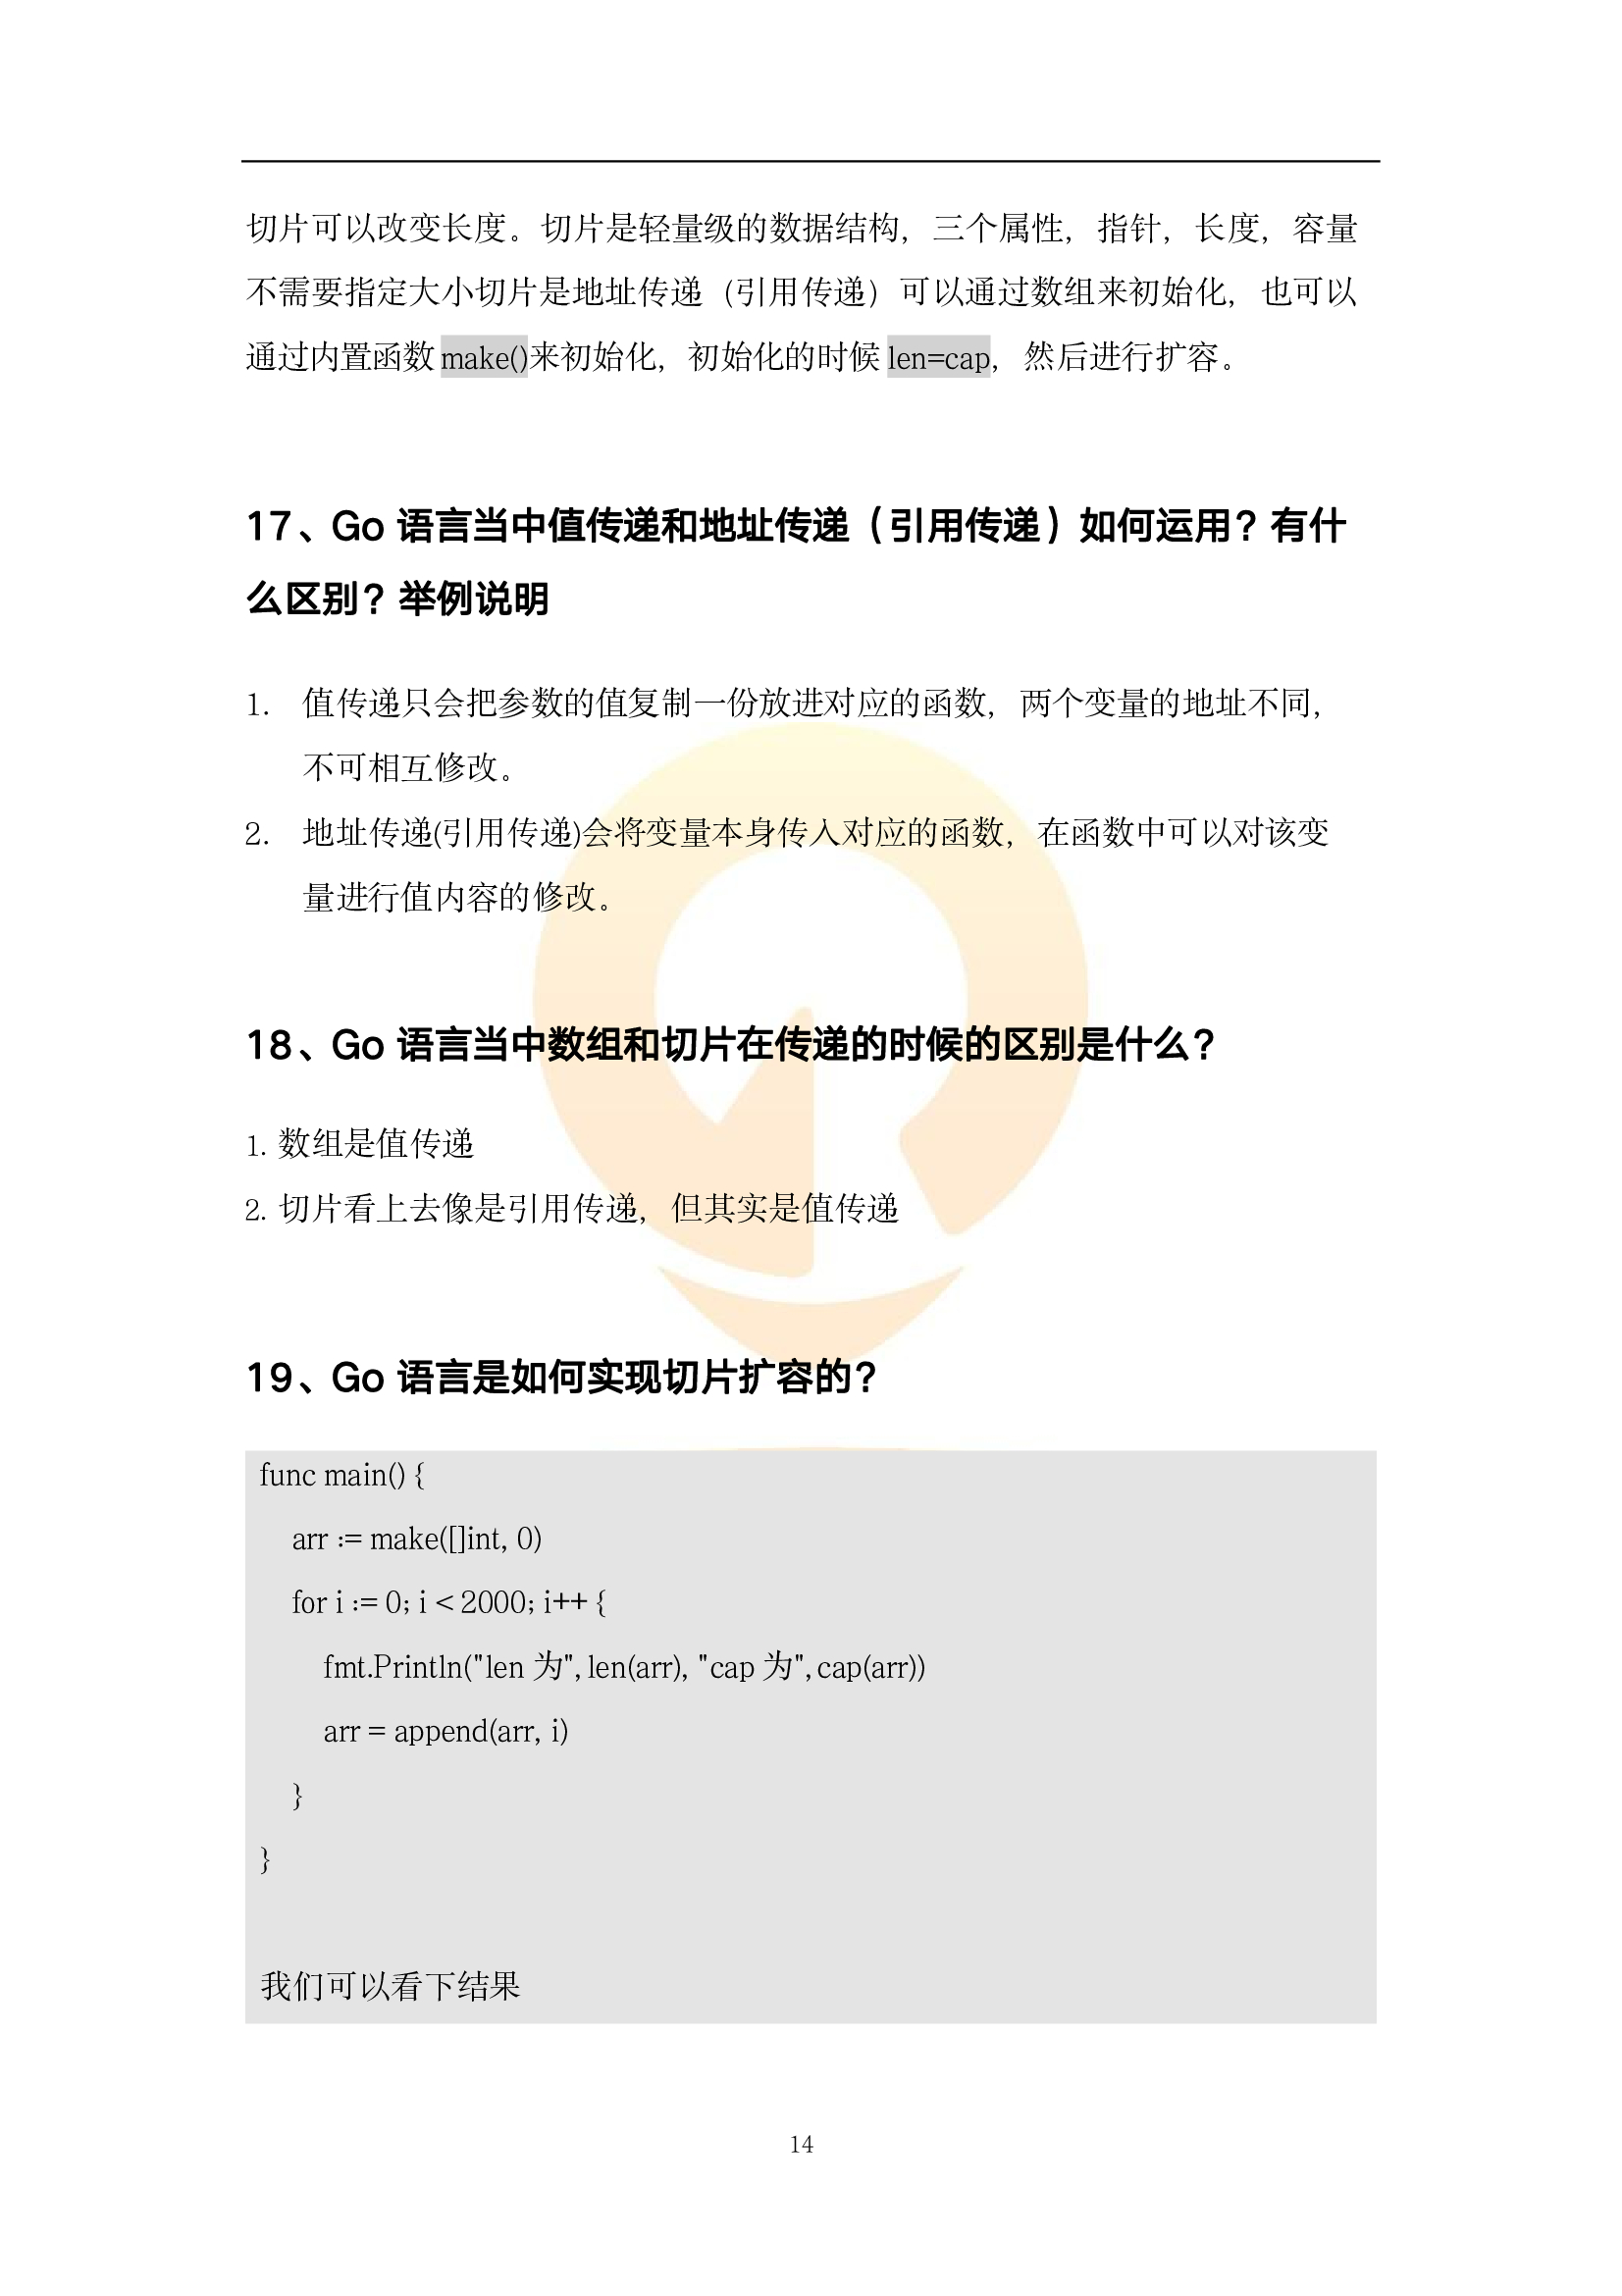 切片可以改变长度。切片是轻量级的数据结构，三个属性，指针，长度，容量
不需要指定大小切片是地址传递（引用传递）可以通过数组来初始化，也可以
通过内置函数 make()来初始化，初始化的时候 len=cap，然后进行扩容。
17、Go 语言当中值传递和地址传递（引用传递）如何运用？有什
么区别？举例说明
1. 值传递只会把参数的值复制一份放进对应的函数，两个变量的地址不同，
不可相互修改。
2. 地址传递(引用传递)会将变量本身传入对应的函数，在函数中可以对该变
量进行值内容的修改。
18、Go 语言当中数组和切片在传递的时候的区别是什么？
1. 数组是值传递
2. 切片看上去像是引用传递，但其实是值传递
19、Go 语言是如何实现切片扩容的？
func main() {
arr := make([]int, 0)
for i := 0; i < 2000; i++ {
fmt.Println("len 为", len(arr), "cap 为", cap(arr))
arr = append(arr, i)
}
}
我们可以看下结果
14